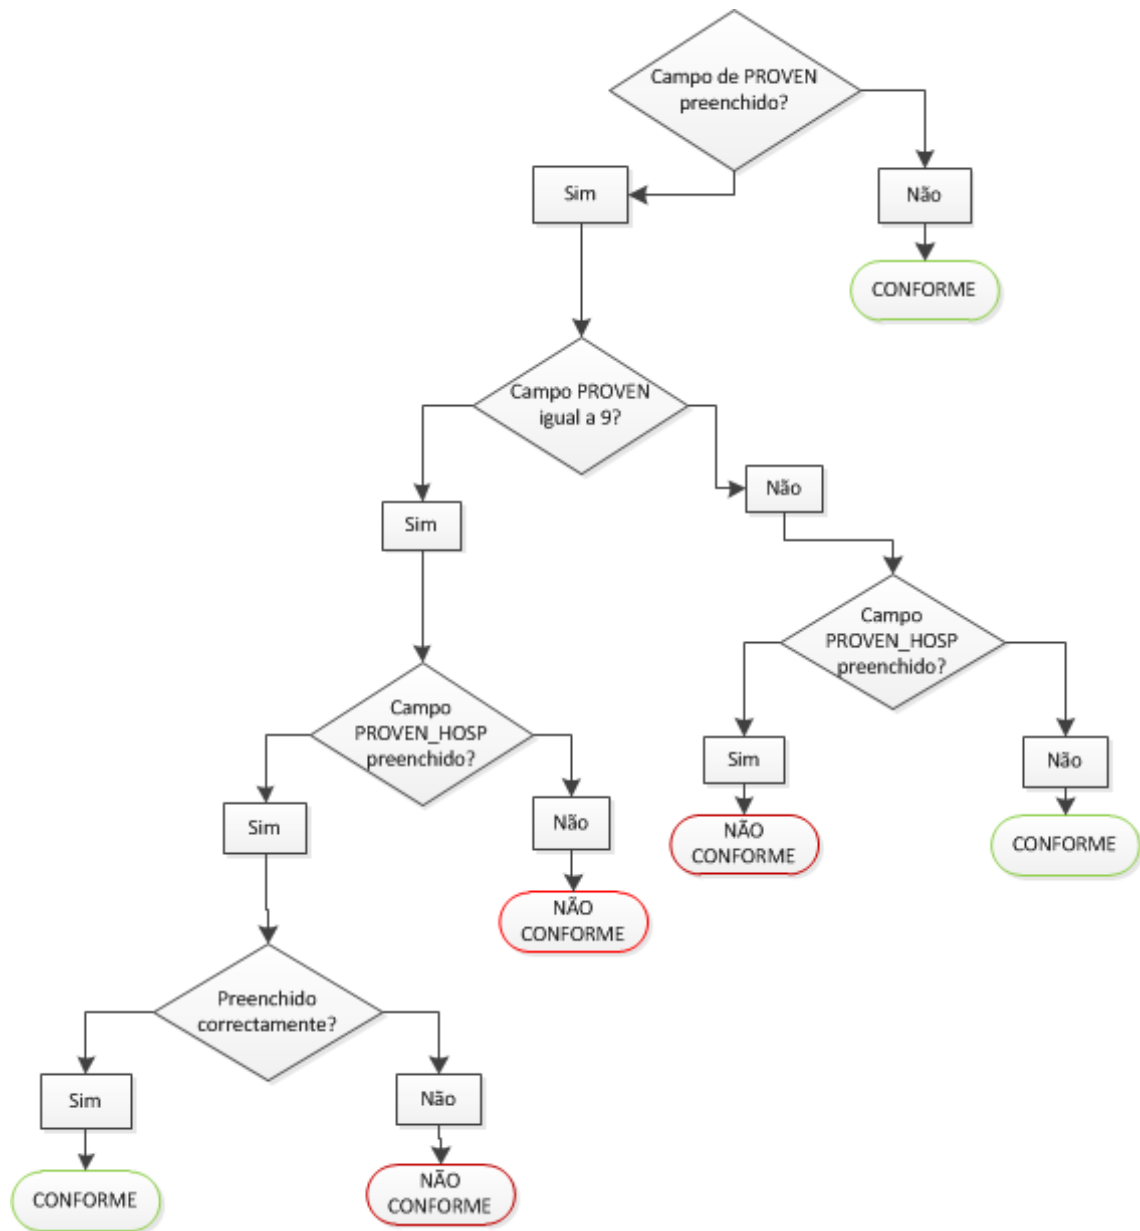 Campo de PROVEN
preenchido?
Sim
Não
CONFORME
Campo PROVEN
igual a 9?
Não
Sim
Campo
PROVEN_HOSP
preenchido?
Campo
PROVEN_HOSP
preenchido?
Sim
Não
Sim
Não
NÃO
CONFORME
CONFORME
NÃO
CONFORME
Preenchido
correctamente?
Sim
Não
CONFORME
NÃO
CONFORME